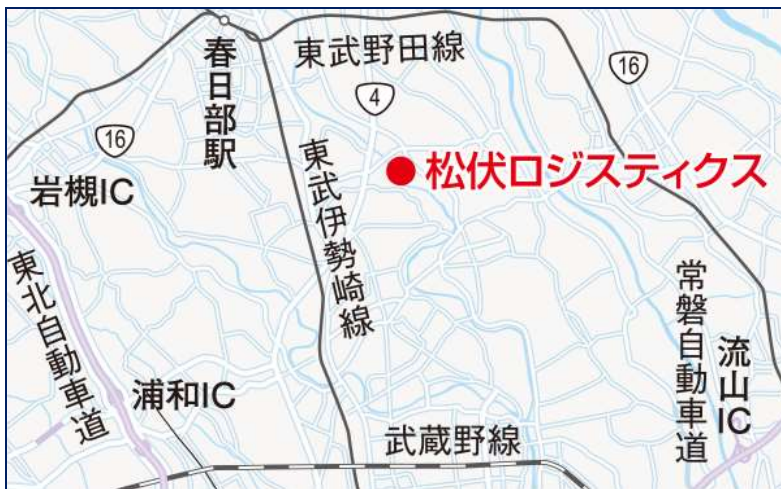 東武野田線
16
春日部駅
4
16
松伏ロジスティクス
岩槻IC
東武伊勢崎線
東北自動車道
常磐自動車道
流山IC
浦和IC
武蔵野線